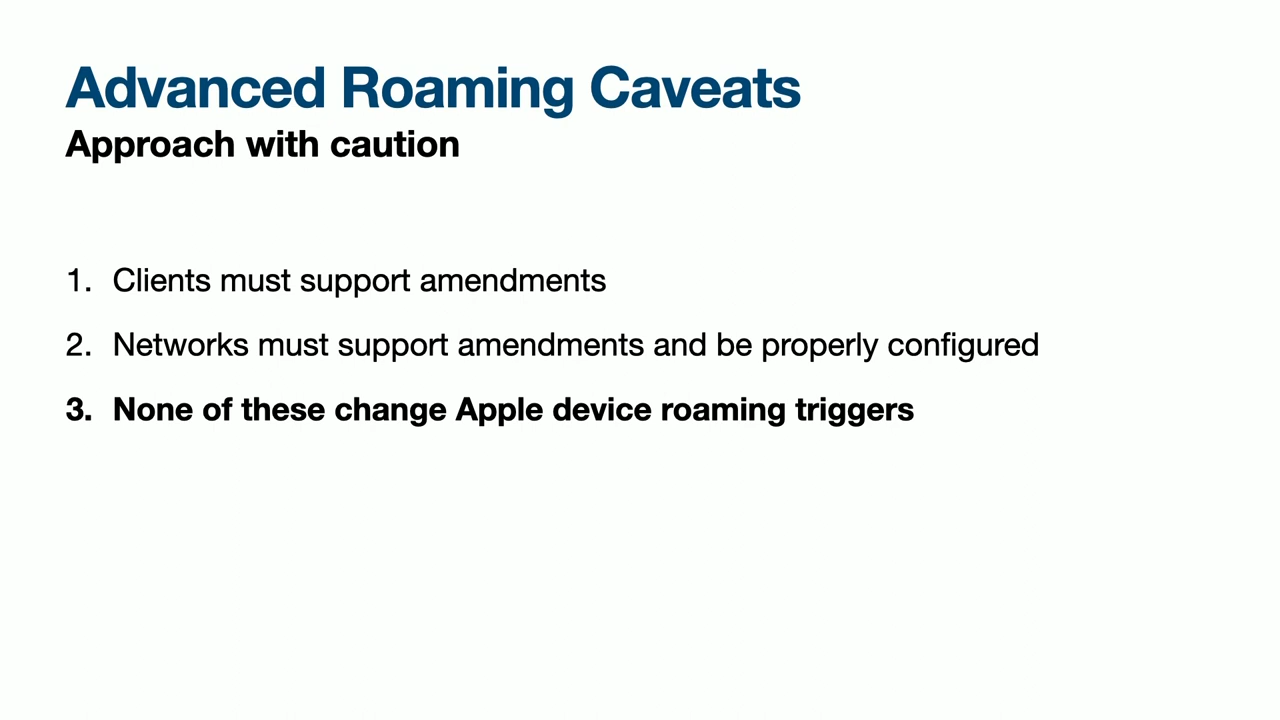 Advanced Roaming Caveats
Approach with caution
1. Clients must support amendments
2. Networks must support amendments and be properly configured
3. None of these change Apple device roaming triggers